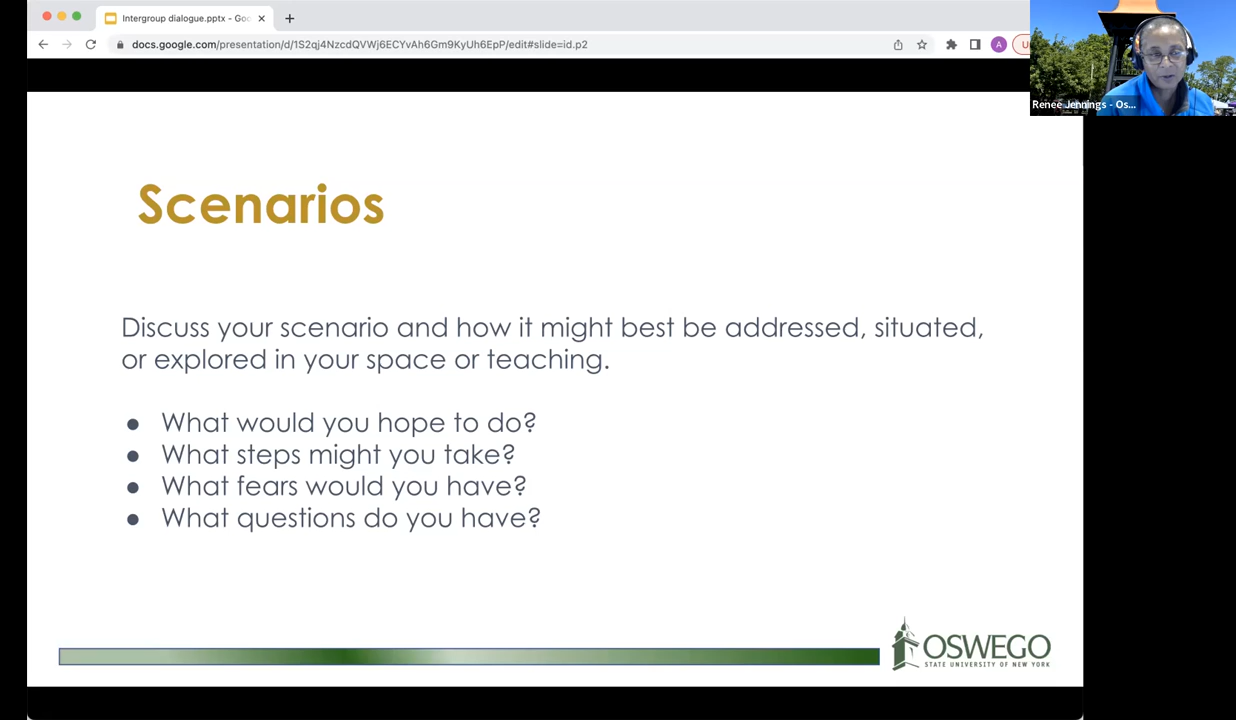 Intergroup dialogue.pptx - Goo
docs.google.com/presentation/d/1S2qj4NzcdQVWj6ECYvAh6Gm9KyUh6EpP/edit#slide=id.p2
A
U
Renee Jennings - Os...
Scenarios
Discuss your scenario and how it might best be addressed, situated,
or explored in your space or teaching.
● What would you hope to do?
● What steps might you take?
● What fears would you have?
● What questions do you have?
OSWEGO
STATE UNIVERSITY OF NEW YORK